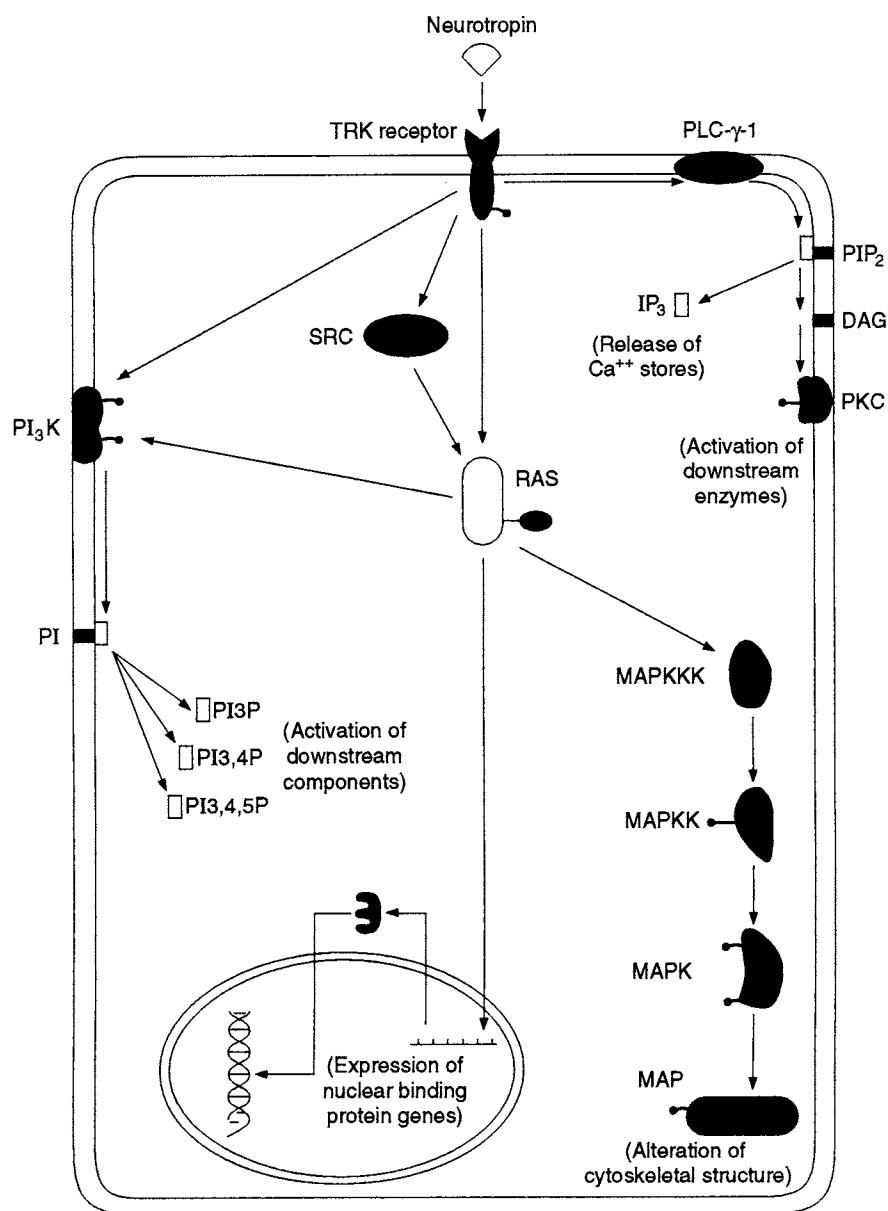 Neurotropin
TRK receptor
PLC-γ-1
PIP₂
IP₃
DAG
SRC
(Release of
Ca⁺⁺ stores)
PI₃K
PKC
(Activation of
downstream
enzymes)
RAS
PI
MAPKKK
PI3P
(Activation of
downstream
components)
PI3,4P
PI3,4,5P
MAPKK
MAPK
(Expression of
nuclear binding
protein genes)
MAP
(Alteration of
cytoskeletal structure)